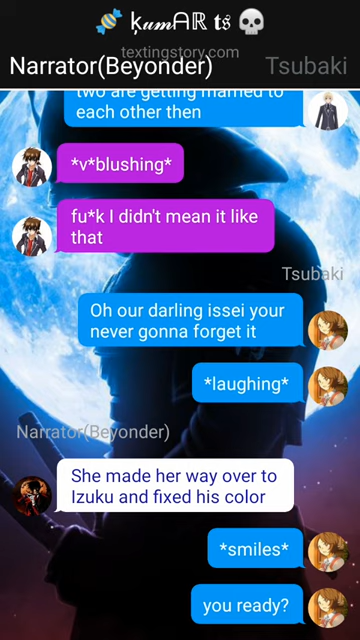 🍬 ķ𝓾𝓶ᗩℝ 𝖙𝖘 💀
textingstory.com
Narrator(Beyonder) Tsubaki
two are getting married to
each other then
*v*blushing*
fu*k I didn't mean it like
that
Tsubaki
Oh our darling issei your
never gonna forget it
*laughing*
Narrator(Beyonder)
She made her way over to
Izuku and fixed his color
*smiles*
you ready?